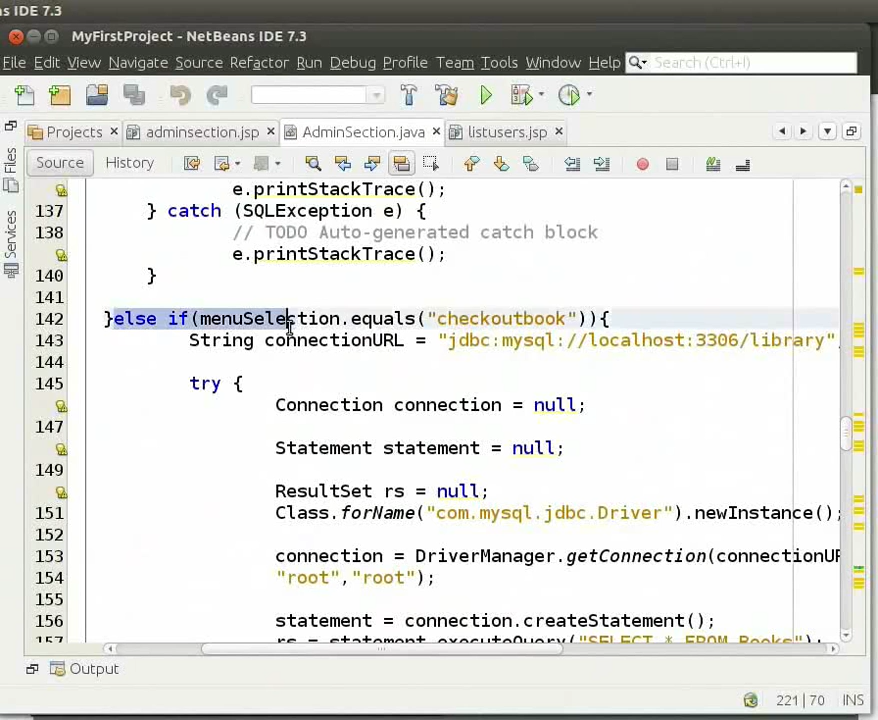 ns IDE 7.3
MyFirstProject - NetBeans IDE 7.3
File Edit View Navigate Source Refactor Run Debug Profile Team Tools Window Help Search (Ctrl+I)
Projects adminsection.jsp AdminSection.java listusers.jsp
Files
Services
Source History
e.printStackTrace();
137 } catch (SQLException e) {
138 // TODO Auto-generated catch block
e.printStackTrace();
140 }
141
142 }else if(menuSelection.equals("checkoutbook")){
143 String connectionURL = "jdbc:mysql://localhost:3306/library"
144
145 try {
Connection connection = null;
147
Statement statement = null;
149
ResultSet rs = null;
151 Class.forName("com.mysql.jdbc.Driver").newInstance();
152
153 connection = DriverManager.getConnection(connectionUR
154 "root","root");
155
156 statement = connection.createStatement();
157 rs = statement.executeQuery("SELECT * FROM Books");
Output
221 | 70 INS